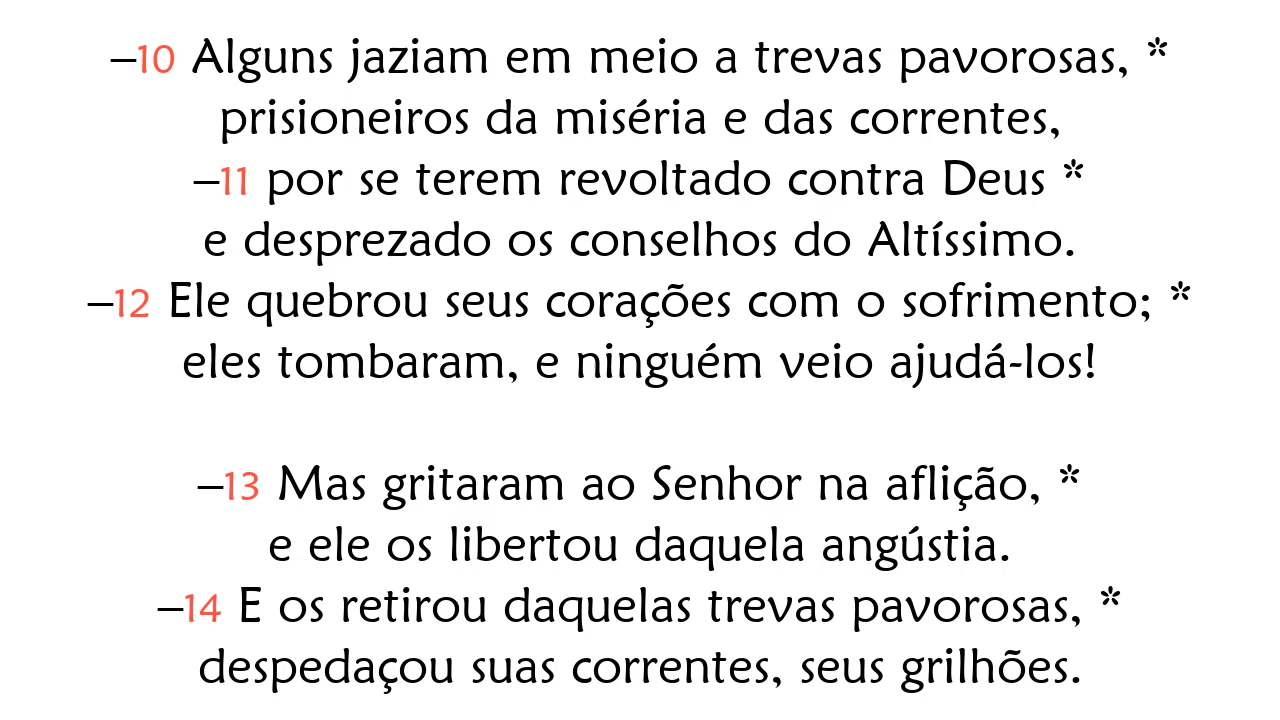 –10 Alguns jaziam em meio a trevas pavorosas, *
prisioneiros da miséria e das correntes,
–11 por se terem revoltado contra Deus *
e desprezado os conselhos do Altíssimo.
–12 Ele quebrou seus corações com o sofrimento; *
eles tombaram, e ninguém veio ajudá-los!
–13 Mas gritaram ao Senhor na aflição, *
e ele os libertou daquela angústia.
–14 E os retirou daquelas trevas pavorosas, *
despedaçou suas correntes, seus grilhões.